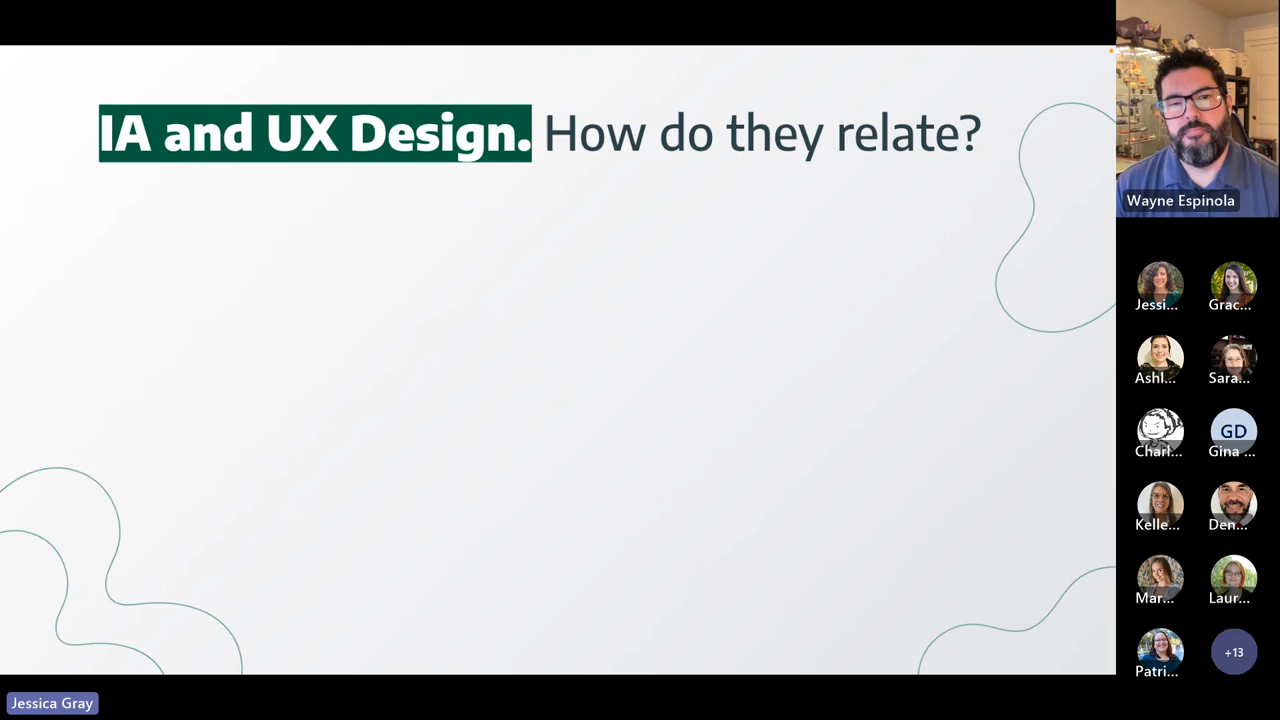 IA and UX Design. How do they relate?
Wayne Espinola
Jessi...
Grac...
Ashl...
Sara...
Charl...
GD
Gina ...
Kelle...
Den...
Mar...
Laur...
Patri...
+13
Jessica Gray